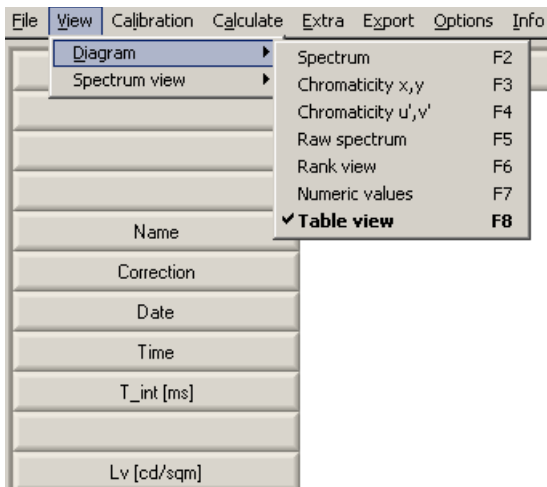 File View Calibration Calculate Extra Export Options Info
Diagram
Spectrum view
Spectrum F2
Chromaticity x,y F3
Chromaticity u',v' F4
Raw spectrum F5
Rank view F6
Numeric values F7
Table view F8
Name
Correction
Date
Time
T_int [ms]
Lv [cd/sqm]